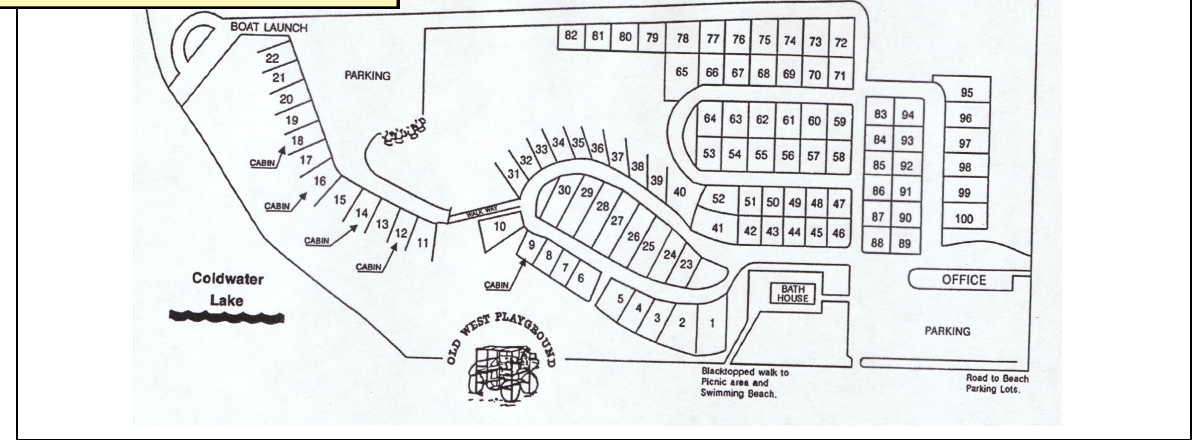 BOAT LAUNCH
PARKING
82 81 80 79 78 77 76 75 74 73 72
65 66 67 68 69 70 71
64 63 62 61 60 59
53 54 55 56 57 58
52 51 50 49 48 47
41 42 43 44 45 46
83 94
84 93
85 92
86 91
87 90
88 89
95
96
97
98
99
100
22
21
20
19
18
CABIN
17
16
CABIN
15
14
CABIN
13
12
CABIN
11
WALK WAY
10
31 32 33 34 35 36 37 38 39 40
30 29 28 27 26 25 24 23
9 8 7 6
CABIN
5 4 3 2 1
OFFICE
BATH
HOUSE
PARKING
Coldwater
Lake
OLD WEST PLAYGROUND
Blacktopped walk to
Picnic area and
Swimming Beach.
Road to Beach
Parking Lots.